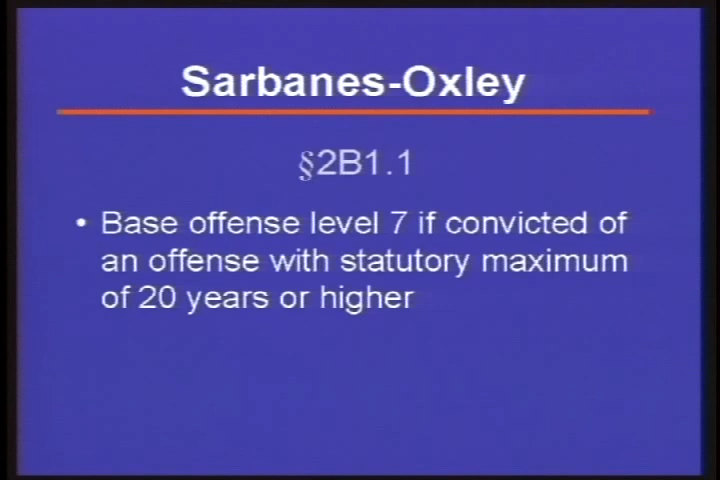 Sarbanes-Oxley
§2B1.1
• Base offense level 7 if convicted of
an offense with statutory maximum
of 20 years or higher